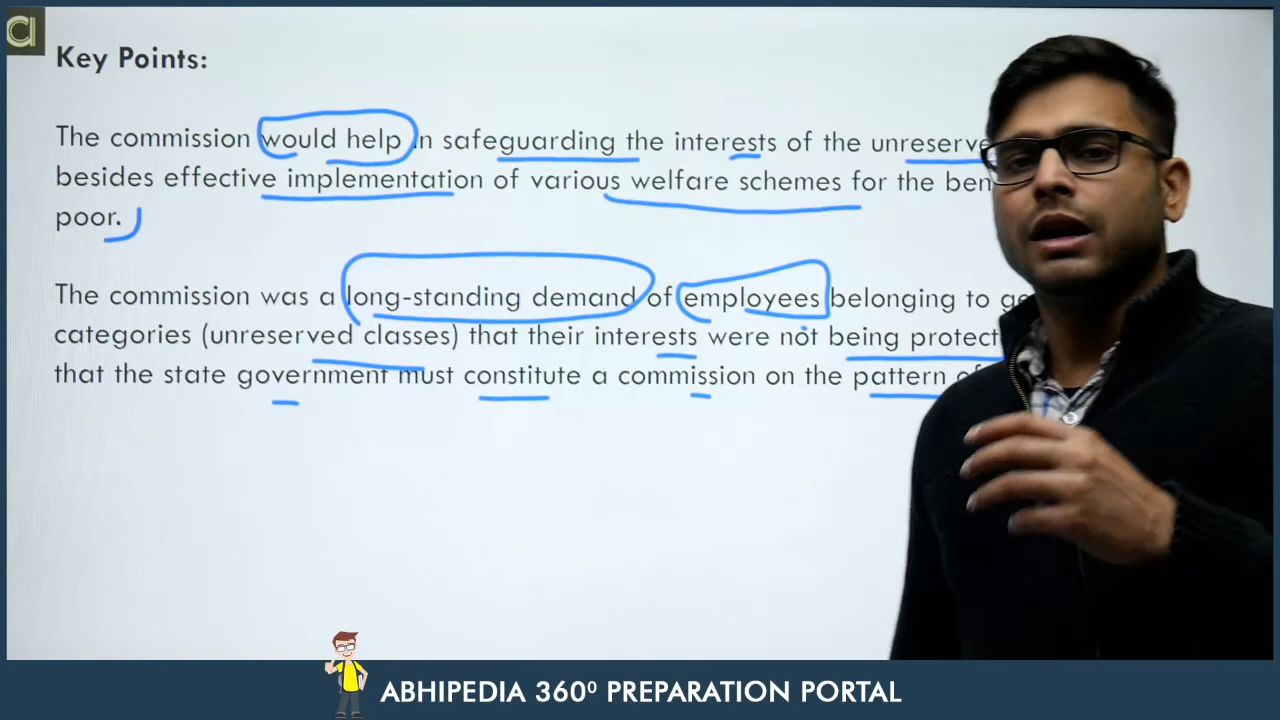 a
Key Points:
The commission would help in safeguarding the interests of the unreserve
besides effective implementation of various welfare schemes for the ben
poor.
The commission was a long-standing demand of employees belonging to ge
categories (unreserved classes) that their interests were not being protect
that the state government must constitute a commission on the pattern of
ABHIPEDIA 360⁰ PREPARATION PORTAL